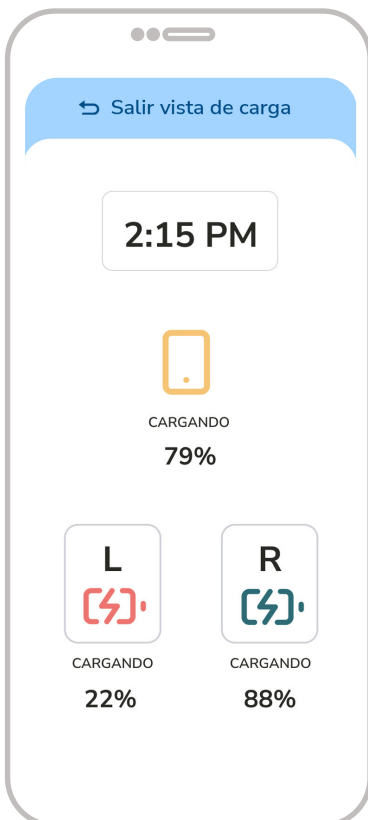 Salir vista de carga
2:15 PM
CARGANDO
79%
L R
CARGANDO CARGANDO
22% 88%